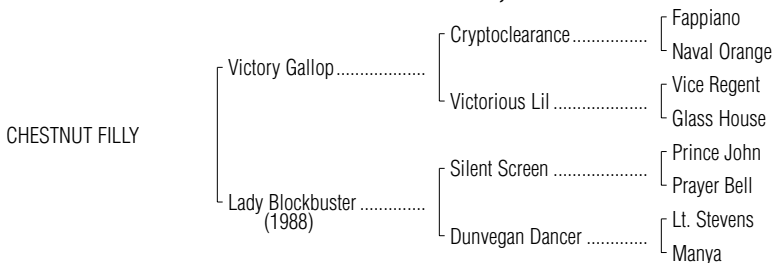 Fappiano
Cryptoclearance................
Naval Orange
Victory Gallop...................
Vice Regent
Victorious Lil ....................
Glass House
CHESTNUT FILLY
Prince John
Silent Screen ....................
Prayer Bell
Lady Blockbuster ..............
(1988)
Lt. Stevens
Dunvegan Dancer .............
Manya